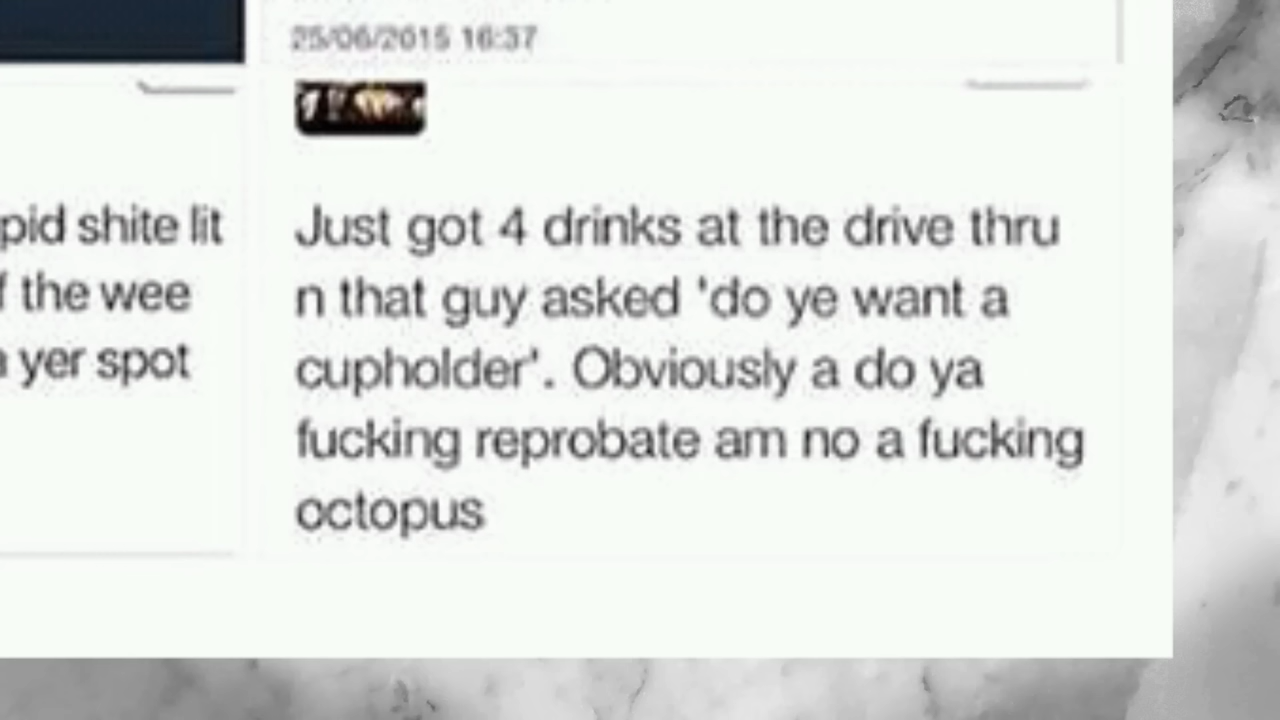 25/06/2015 16:37
pid shite lit
f the wee
yer spot
Just got 4 drinks at the drive thru
n that guy asked 'do ye want a
cupholder'. Obviously a do ya
fucking reprobate am no a fucking
octopus